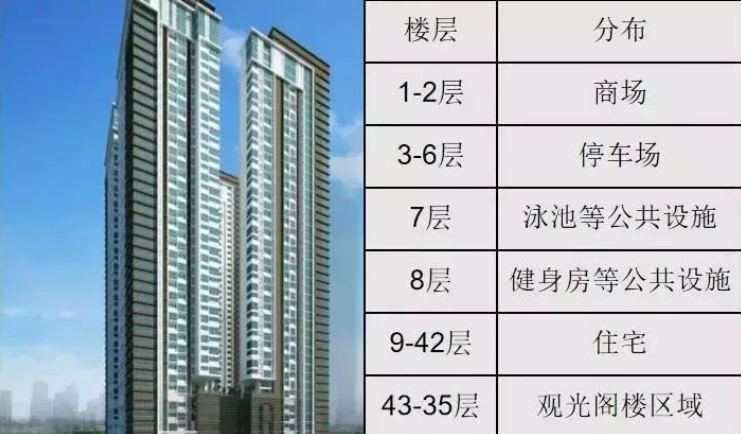 楼层 分布
1-2层 商场
3-6层 停车场
7层 泳池等公共设施
8层 健身房等公共设施
9-42层 住宅
43-35层 观光阁楼区域